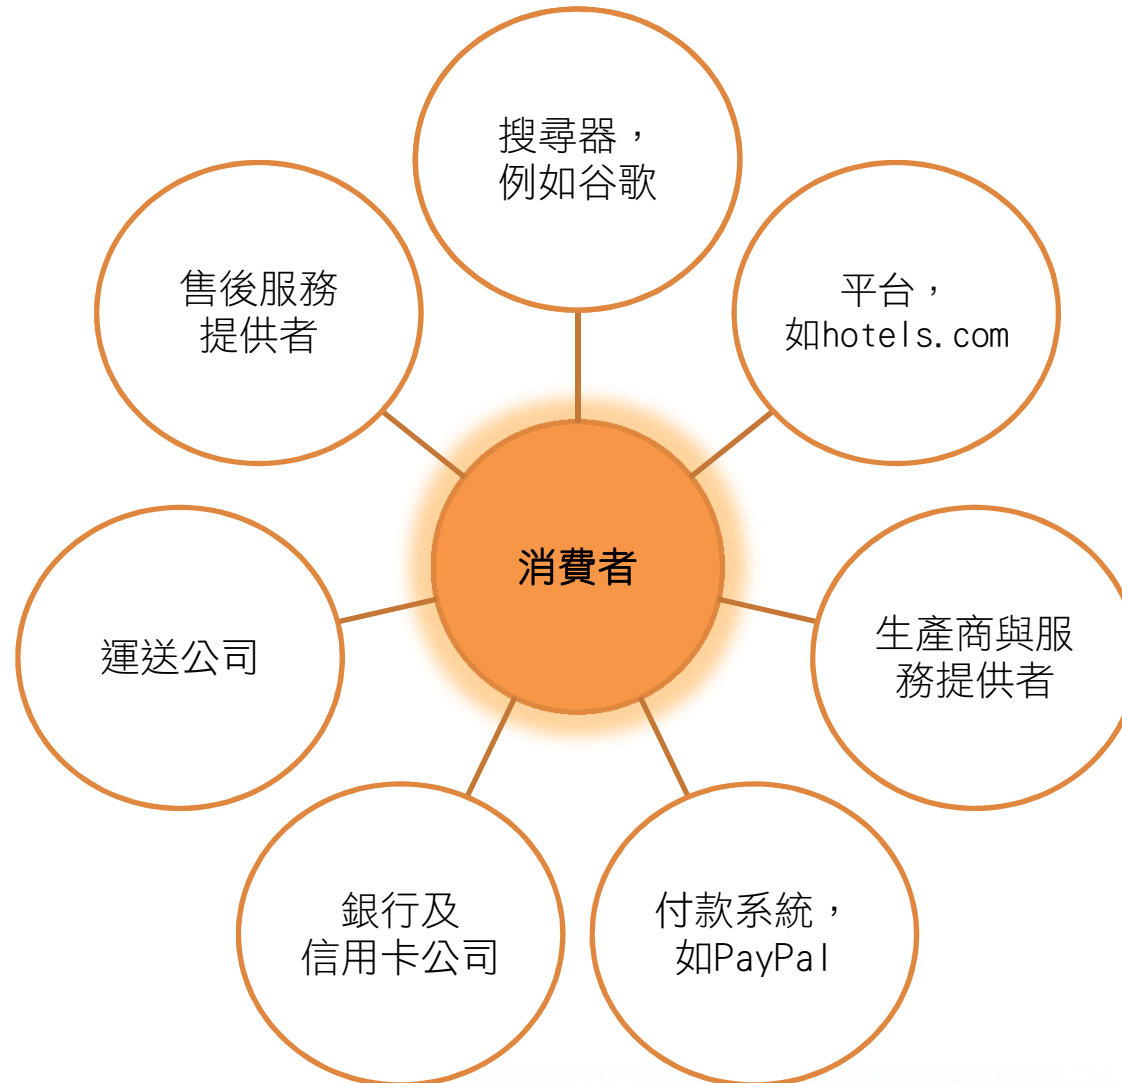 搜尋器，
例如谷歌
平台，
如hotels.com
生產商與服
務提供者
付款系統，
如PayPal
銀行及
信用卡公司
運送公司
售後服務
提供者
消費者